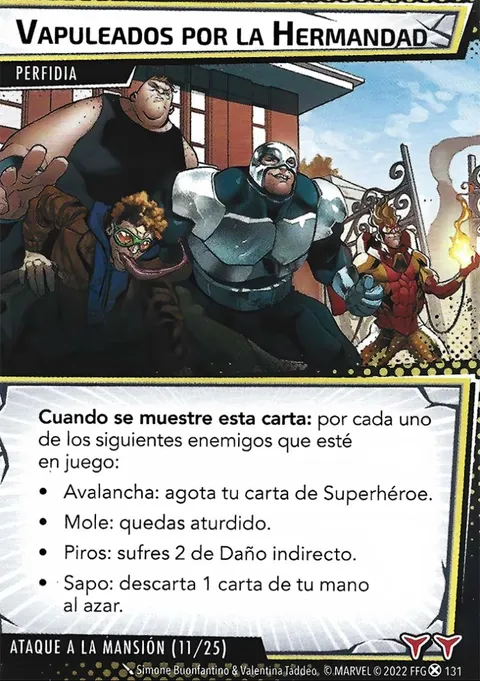 VAPULEADOS POR LA HERMANDAD
PERFIDIA
Cuando se muestre esta carta: por cada uno
de los siguientes enemigos que esté
en juego:
• Avalancha: agota tu carta de Superhéroe.
• Mole: quedas aturdido.
• Piros: sufres 2 de Daño indirecto.
• Sapo: descarta 1 carta de tu mano
al azar.
ATAQUE A LA MANSIÓN (11/25)
Simone Buonfantino & Valentina Taddeo. © MARVEL © 2022 FFG 131